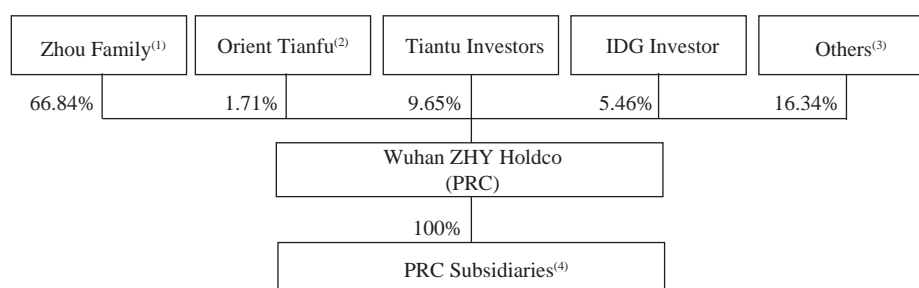 Zhou Family(1) Orient Tianfu(2) Tiantu Investors IDG Investor Others(3)
66.84% 1.71% 9.65% 5.46% 16.34%
Wuhan ZHY Holdco
(PRC)
100%
PRC Subsidiaries(4)